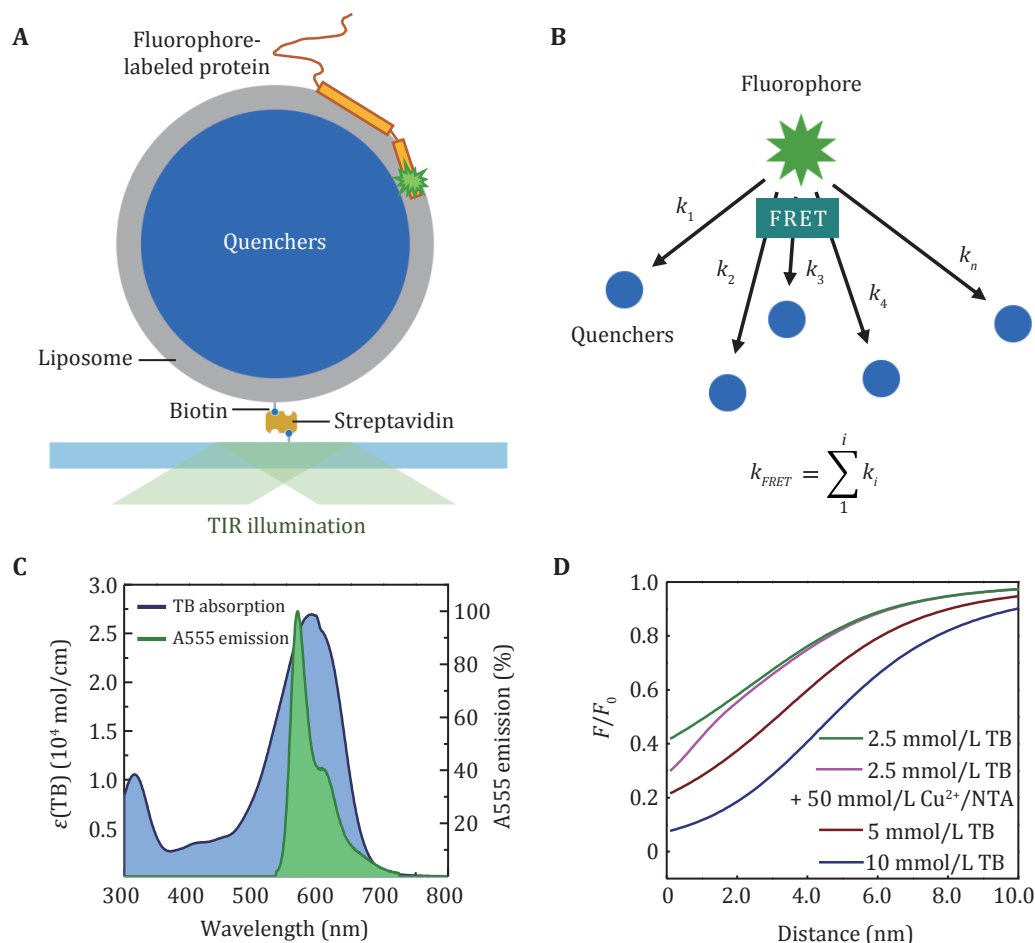 A
Fluorophore-
labeled protein
Quenchers
Liposome
Biotin
Streptavidin
TIR illumination
B
Fluorophore
FRET
k₁
k₂
k₃
k₄
kₙ
Quenchers
k_FRET = ∑₁ⁱ kᵢ
C
3.0
2.5
2.0
1.5
1.0
0.5
ε(TB) (10⁴ mol/cm)
TB absorption
A555 emission
100
80
60
40
20
A555 emission (%)
300 400 500 600 700 800
Wavelength (nm)
D
1.0
0.8
0.6
0.4
0.2
0
F/F₀
2.5 mmol/L TB
2.5 mmol/L TB
+ 50 mmol/L Cu²⁺/NTA
5 mmol/L TB
10 mmol/L TB
0 2.0 4.0 6.0 8.0 10.0
Distance (nm)